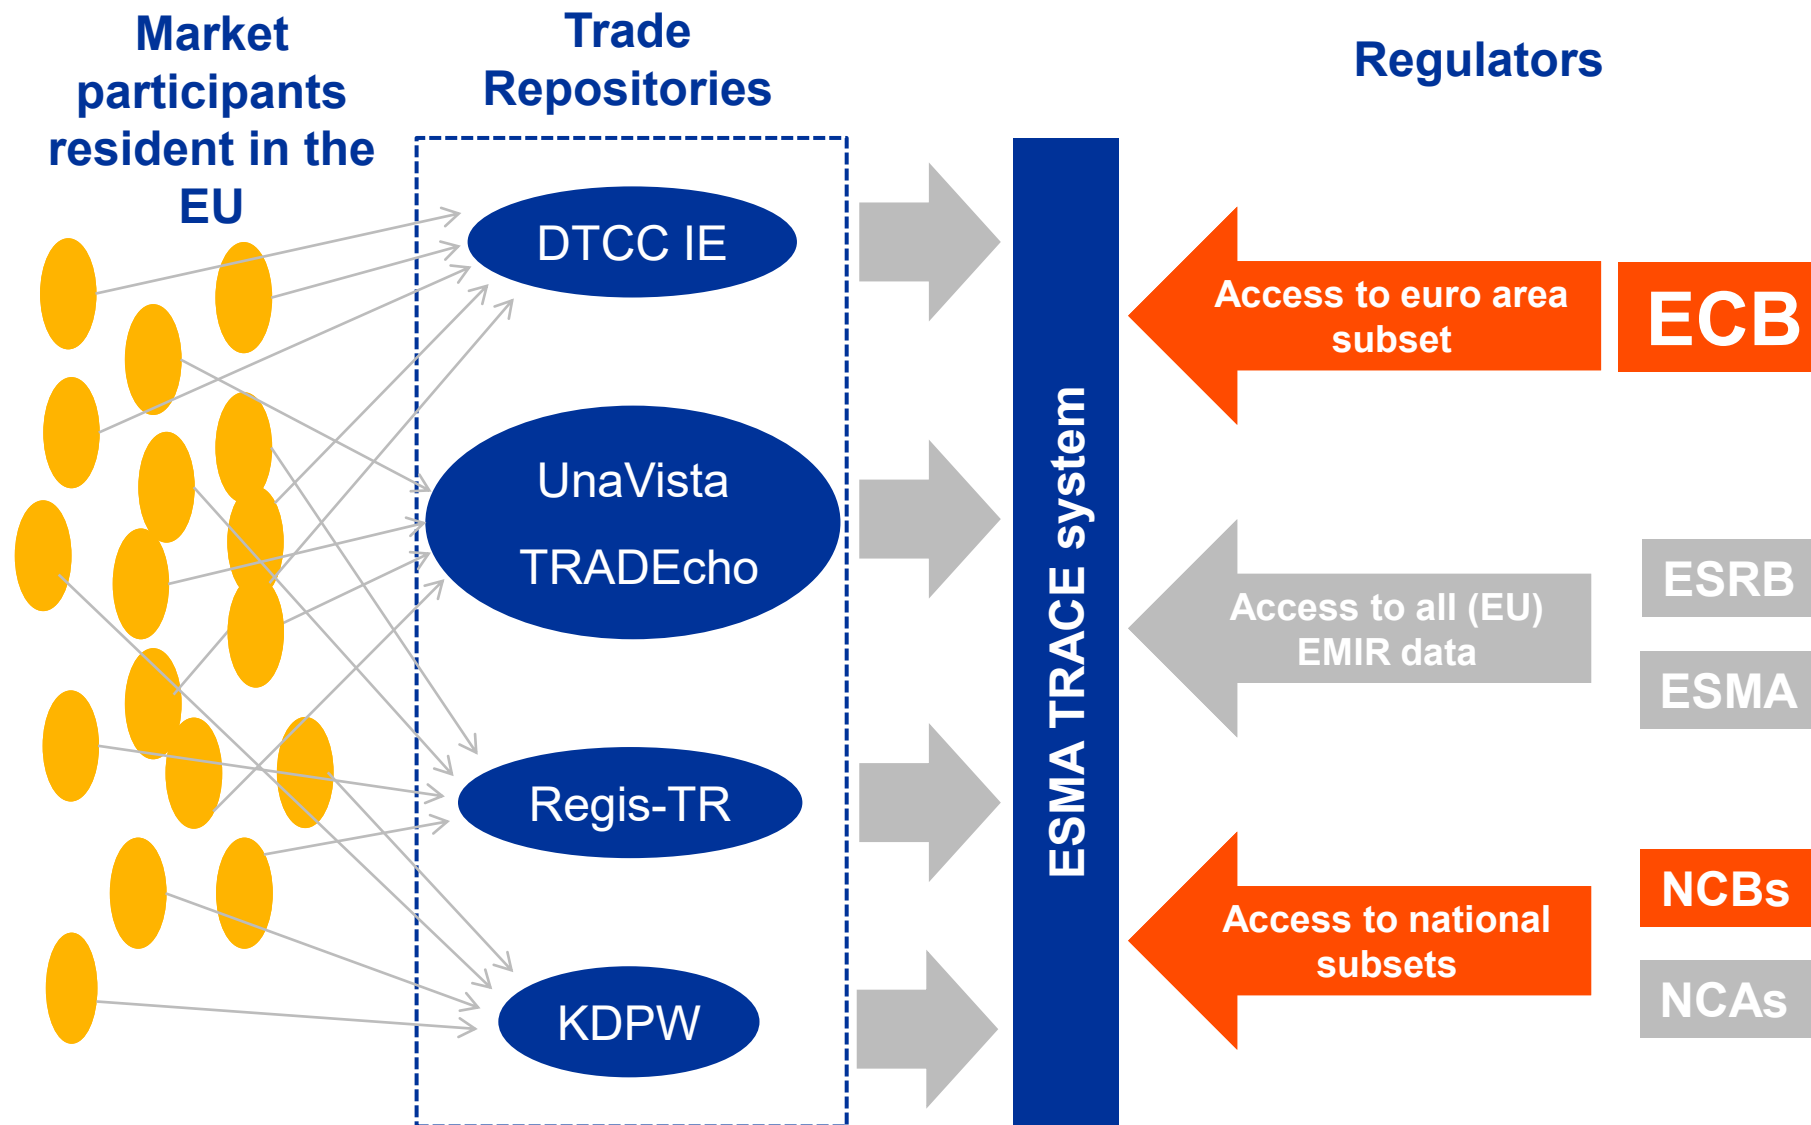 Market
participants
resident in the
EU
Trade
Repositories
Regulators
DTCC IE
UnaVista
TRADEcho
Regis-TR
KDPW
ESMA TRACE system
Access to euro area
subset
ECB
Access to all (EU)
EMIR data
ESRB
ESMA
Access to national
subsets
NCBs
NCAs